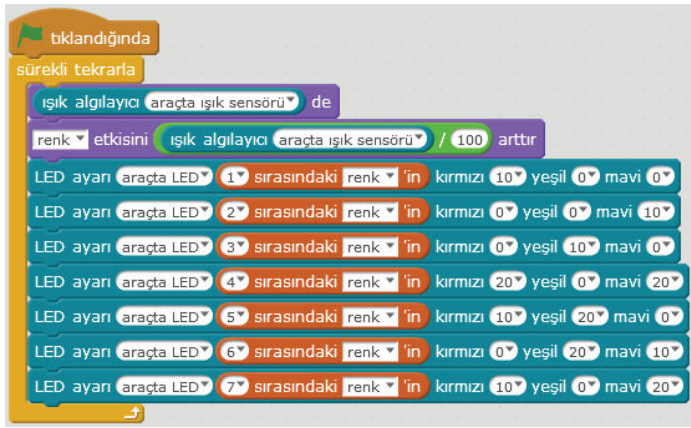 tıklandığında
sürekli tekrarla
ışık algılayıcı araçta ışık sensörü de
renk etkisini ışık algılayıcı araçta ışık sensörü / 100 arttır
LED ayarı araçta LED 1 sırasındaki renk 'in kırmızı 10 yeşil 0 mavi 0
LED ayarı araçta LED 2 sırasındaki renk 'in kırmızı 0 yeşil 0 mavi 10
LED ayarı araçta LED 3 sırasındaki renk 'in kırmızı 0 yeşil 10 mavi 0
LED ayarı araçta LED 4 sırasındaki renk 'in kırmızı 20 yeşil 0 mavi 20
LED ayarı araçta LED 5 sırasındaki renk 'in kırmızı 10 yeşil 20 mavi 0
LED ayarı araçta LED 6 sırasındaki renk 'in kırmızı 0 yeşil 20 mavi 10
LED ayarı araçta LED 7 sırasındaki renk 'in kırmızı 10 yeşil 0 mavi 20